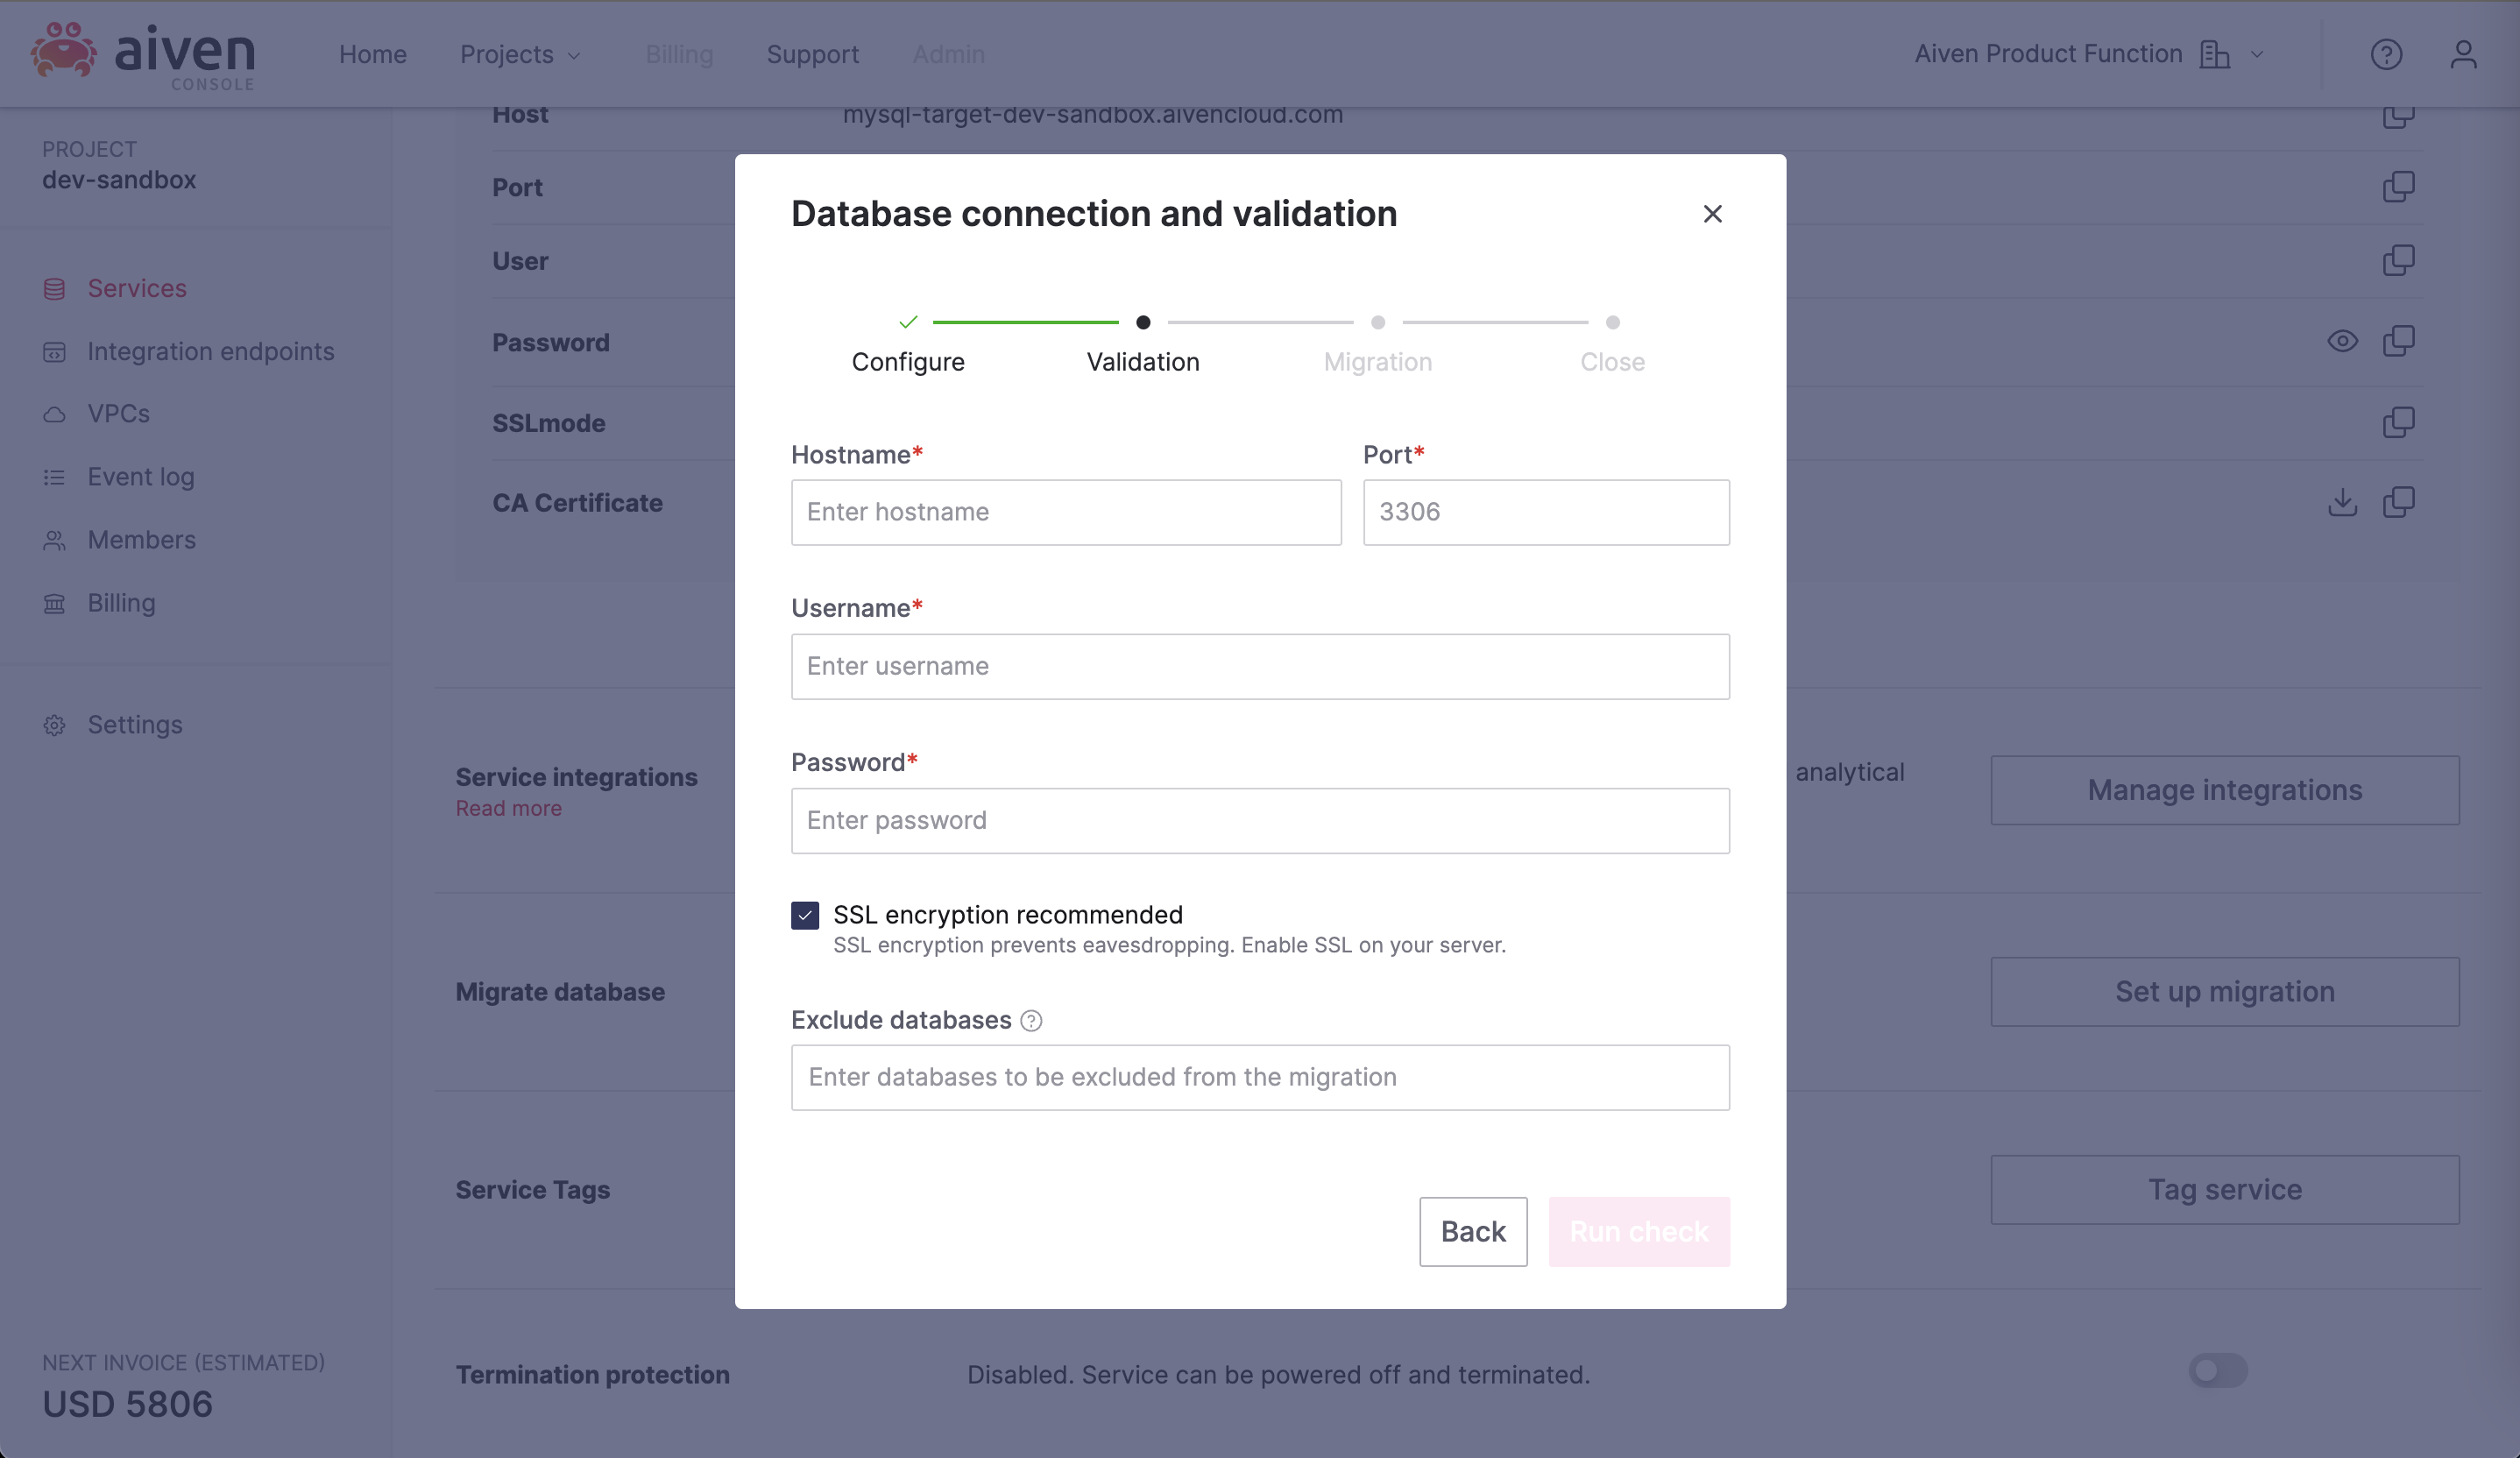 aiven
CONSOLE
Home
Projects
Billing
Support
Admin
Aiven Product Function
PROJECT
dev-sandbox
Services
Integration endpoints
VPCs
Event log
Members
Billing
Settings
NEXT INVOICE (ESTIMATED)
USD 5806
Host
mysql-target-dev-sandbox.aivencloud.com
Port
User
Password
SSLmode
CA Certificate
Service integrations
Read more
analytical
Manage integrations
Migrate database
Set up migration
Service Tags
Tag service
Termination protection
Disabled. Service can be powered off and terminated.
Database connection and validation
Configure
Validation
Migration
Close
Hostname*
Port*
Enter hostname
3306
Username*
Enter username
Password*
Enter password
SSL encryption recommended
SSL encryption prevents eavesdropping. Enable SSL on your server.
Exclude databases
Enter databases to be excluded from the migration
Back
Run check